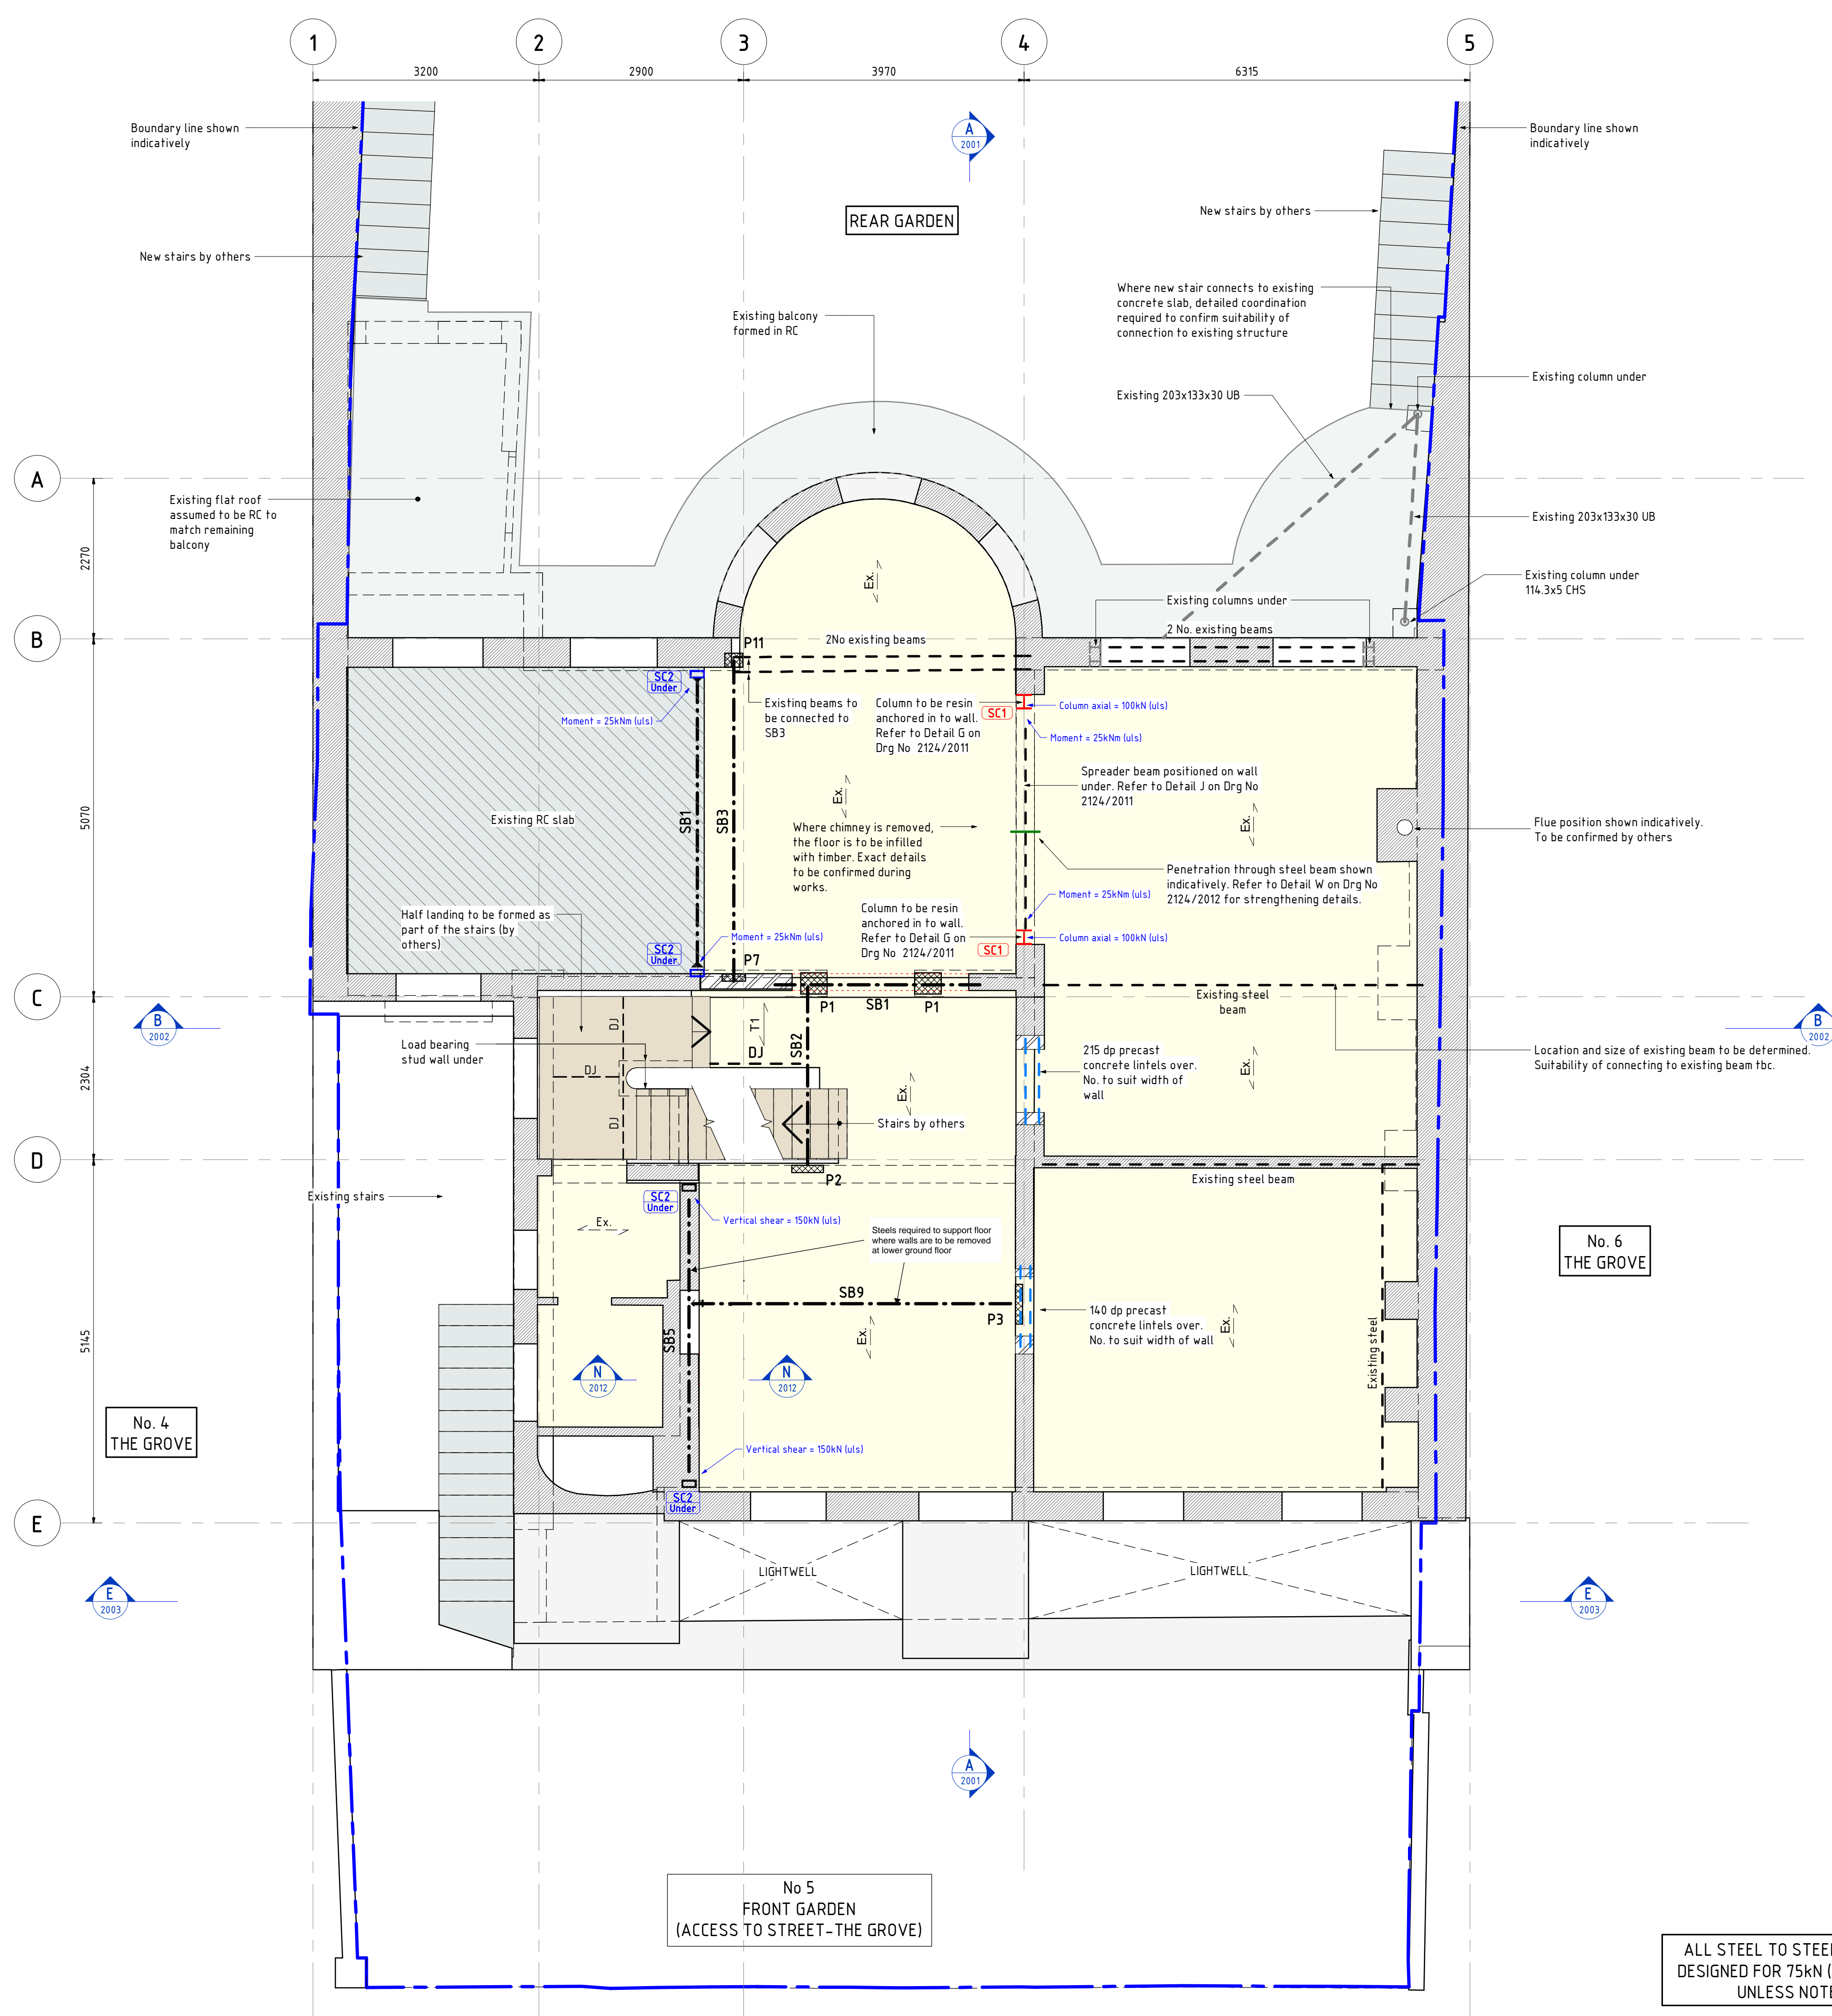 1
2
3
4
5
3200
2900
3970
6315
Boundary line shown
indicatively
A
2001
Boundary line shown
indicatively
REAR GARDEN
New stairs by others
New stairs by others
Where new stair connects to existing
concrete slab, detailed coordination
required to confirm suitability of
connection to existing structure
Existing balcony
formed in RC
Existing column under
Existing 203x133x30 UB
A
Existing flat roof
assumed to be RC to
match remaining
balcony
Existing 203x133x30 UB
2270
Ex.
Existing column under
114.3x5 CHS
Existing columns under
B
P11
2No existing beams
2 No. existing beams
SC2
Under
Moment = 25kNm (uls)
Existing beams to
be connected to
SB3
Column to be resin
anchored in to wall.
Refer to Detail G on
Drg No 2124/2011
SC1
Column axial = 100kN (uls)
Moment = 25kNm (uls)
Spreader beam positioned on wall
under. Refer to Detail J on Drg No
2124/2011
5070
Existing RC slab
SB1
SB3
Ex.
Ex.
Where chimney is removed,
the floor is to be infilled
with timber. Exact details
to be confirmed during
works.
Flue position shown indicatively.
To be confirmed by others
Penetration through steel beam shown
indicatively. Refer to Detail W on Drg No
2124/2012 for strengthening details.
Moment = 25kNm (uls)
Half landing to be formed as
part of the stairs (by
others)
Column to be resin
anchored in to wall.
Refer to Detail G on
Drg No 2124/2011
SC1
Column axial = 100kN (uls)
Moment = 25kNm (uls)
SC2
Under
P7
C
P1
SB1
P1
Existing steel
beam
B
2002
B
2002
DJ
T1
SB2
DJ
Load bearing
stud wall under
DJ
DJ
215 dp precast
concrete lintels over.
No. to suit width of
wall
Ex.
Ex.
Location and size of existing beam to be determined.
Suitability of connecting to existing beam tbc.
2304
Stairs by others
D
P2
Existing steel beam
Existing stairs
SC2
Under
Vertical shear = 150kN (uls)
Ex.
Steels required to support floor
where walls are to be removed
at lower ground floor
No. 6
THE GROVE
SB9
P3
140 dp precast
concrete lintels over.
No. to suit width of wall
SB5
Ex.
Ex.
Existing steel
5145
N
2012
N
2012
No. 4
THE GROVE
Vertical shear = 150kN (uls)
SC2
Under
E
LIGHTWELL
LIGHTWELL
E
2003
E
2003
A
2001
No 5
FRONT GARDEN
(ACCESS TO STREET-THE GROVE)
ALL STEEL TO STEEL
DESIGNED FOR 75kN (
UNLESS NOTE